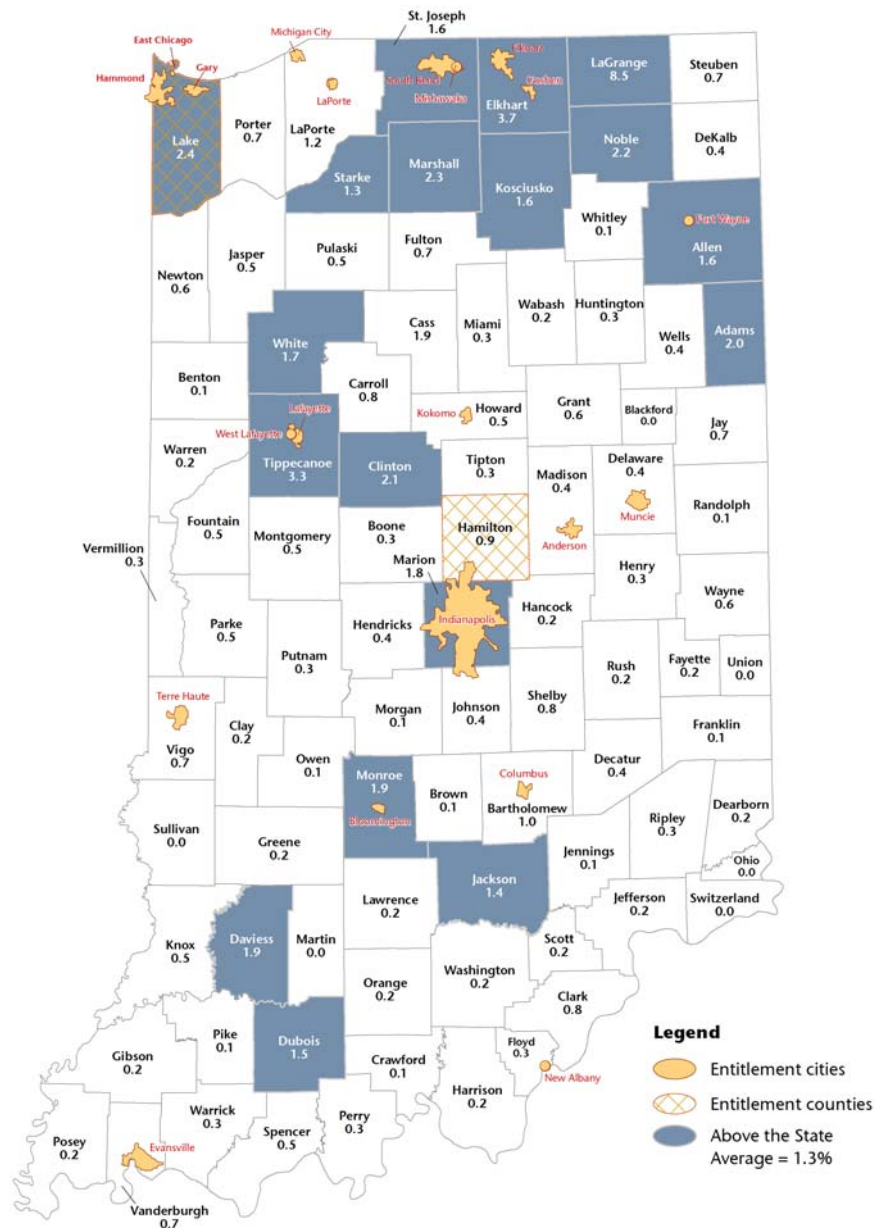 St. Joseph
1.6
Michigan City
East Chicago
Hammond
Gary
Elkhart
South Bend
Mishawaka
Goshen
LaPorte
LaGrange
8.5
Steuben
0.7
Elkhart
3.7
Porter
0.7
LaPorte
1.2
Lake
2.4
Noble
2.2
DeKalb
0.4
Starke
1.3
Marshall
2.3
Kosciusko
1.6
Whitley
0.1
Fort Wayne
Allen
1.6
Newton
0.6
Jasper
0.5
Pulaski
0.5
Fulton
0.7
Cass
1.9
Miami
0.3
Wabash
0.2
Huntington
0.3
Wells
0.4
Adams
2.0
White
1.7
Benton
0.1
Carroll
0.8
Kokomo
Howard
0.5
Grant
0.6
Blackford
0.0
Jay
0.7
Lafayette
West Lafayette
Tippecanoe
3.3
Warren
0.2
Clinton
2.1
Tipton
0.3
Madison
0.4
Anderson
Delaware
0.4
Muncie
Randolph
0.1
Fountain
0.5
Vermillion
0.3
Montgomery
0.5
Boone
0.3
Hamilton
0.9
Marion
1.8
Indianapolis
Henry
0.3
Wayne
0.6
Parke
0.5
Putnam
0.3
Hendricks
0.4
Hancock
0.2
Rush
0.2
Fayette
0.2
Union
0.0
Terre Haute
Vigo
0.7
Clay
0.2
Owen
0.1
Morgan
0.1
Johnson
0.4
Shelby
0.8
Franklin
0.1
Decatur
0.4
Sullivan
0.0
Greene
0.2
Monroe
1.9
Bloomington
Brown
0.1
Columbus
Bartholomew
1.0
Jennings
0.1
Ripley
0.3
Dearborn
0.2
Ohio
0.0
Switzerland
0.0
Jefferson
0.2
Jackson
1.4
Lawrence
0.2
Knox
0.5
Daviess
1.9
Martin
0.0
Orange
0.2
Washington
0.2
Scott
0.2
Clark
0.8
Gibson
0.2
Pike
0.1
Dubois
1.5
Crawford
0.1
Floyd
0.3
New Albany
Harrison
0.2
Posey
0.2
Evansville
Vanderburgh
0.7
Warrick
0.3
Spencer
0.5
Perry
0.3
Legend
Entitlement cities
Entitlement counties
Above the State
Average = 1.3%